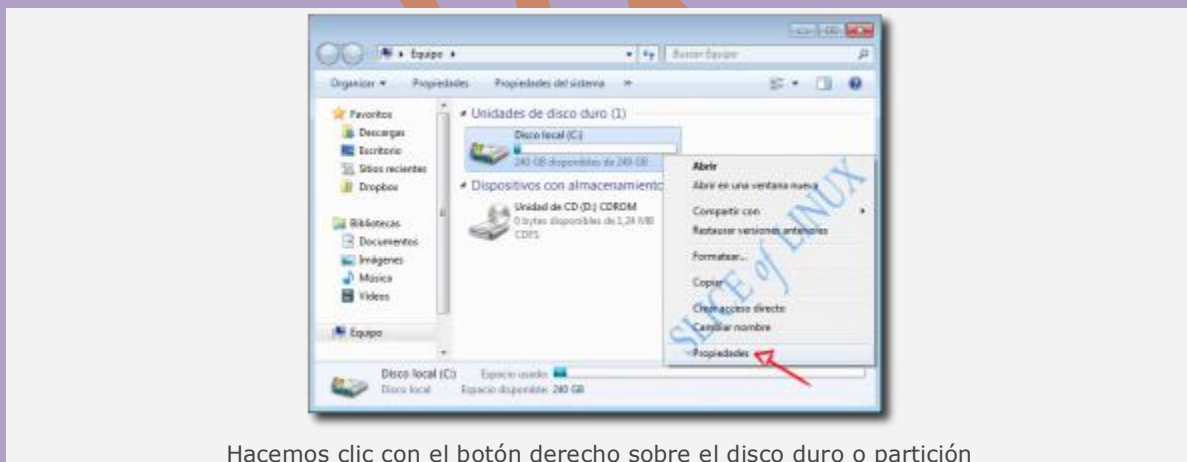 Equipo
Buscar Equipo
Organizar
Propiedades
Propiedades del sistema
»
Favoritos
Descargas
Escritorio
Sitios recientes
Dropbox
Bibliotecas
Documentos
Imágenes
Música
Vídeos
Equipo
Unidades de disco duro (1)
Disco local (C:)
240 GB disponibles de 249 GB
Dispositivos con almacenamiento
Unidad de CD (D:) CDROM
0 bytes disponibles de 1,24 MB
CDFS
Abrir
Abrir en una ventana nueva
Compartir con
Restaurar versiones anteriores
Formatear...
Copiar
Crear acceso directo
Cambiar nombre
Propiedades
SLICE of LINUX
Disco local (C:) Espacio usado:
Disco local Espacio disponible: 240 GB
Hacemos clic con el botón derecho sobre el disco duro o partición